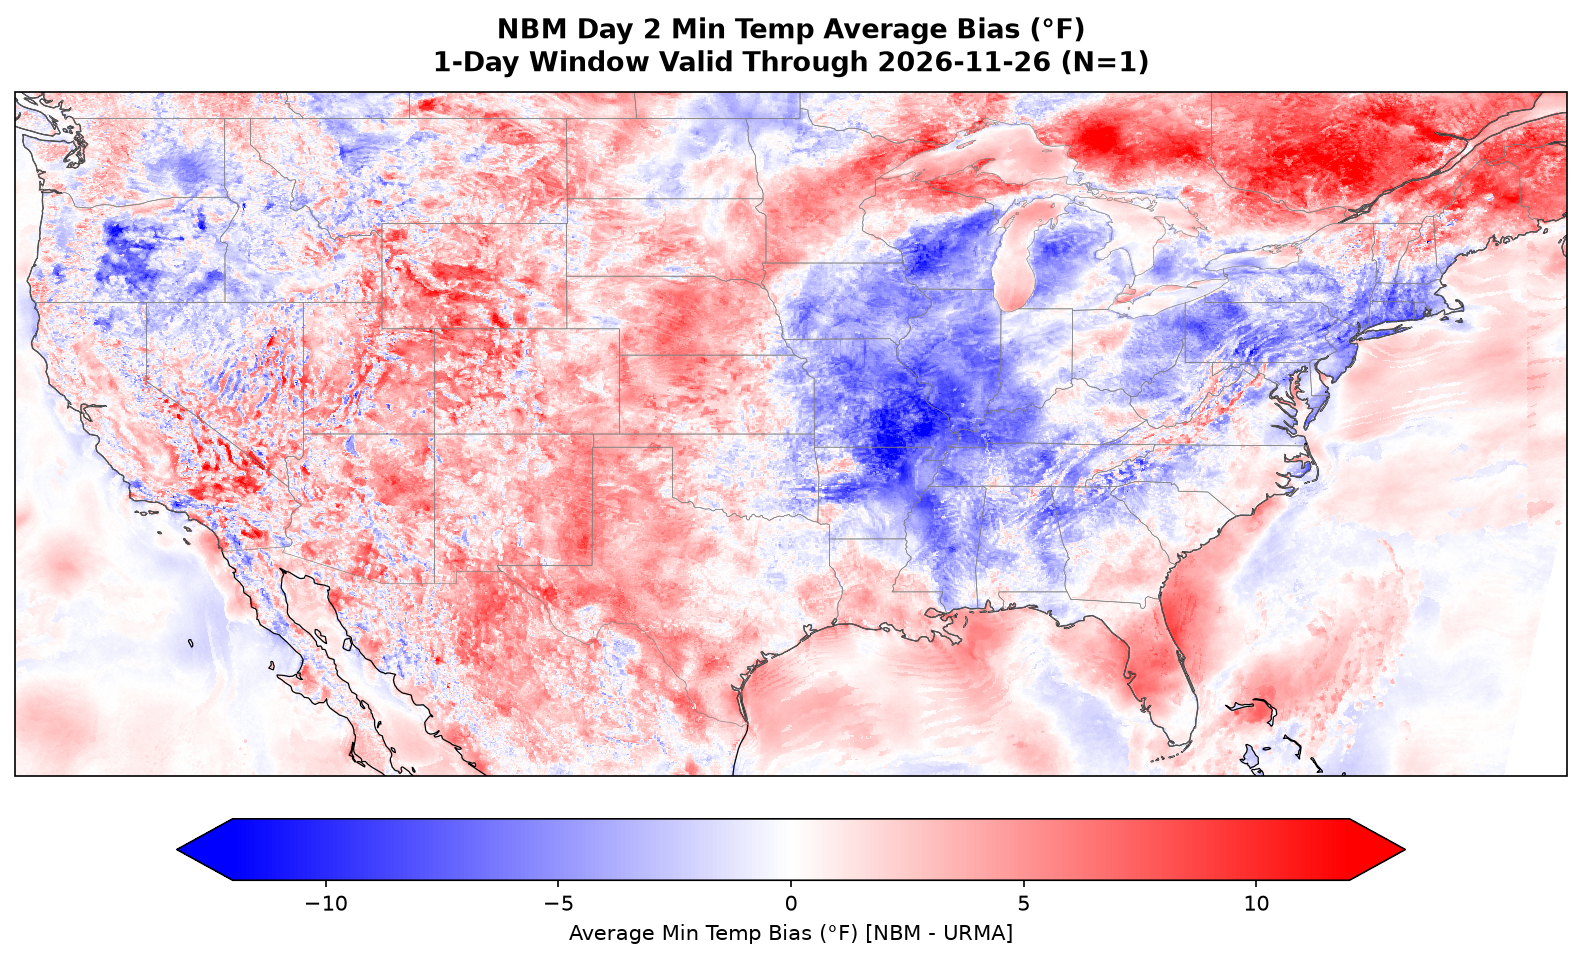 NBM Day 2 Min Temp Average Bias (°F)
1-Day Window Valid Through 2026-11-26 (N=1)
−10 −5 0 5 10
Average Min Temp Bias (°F) [NBM - URMA]